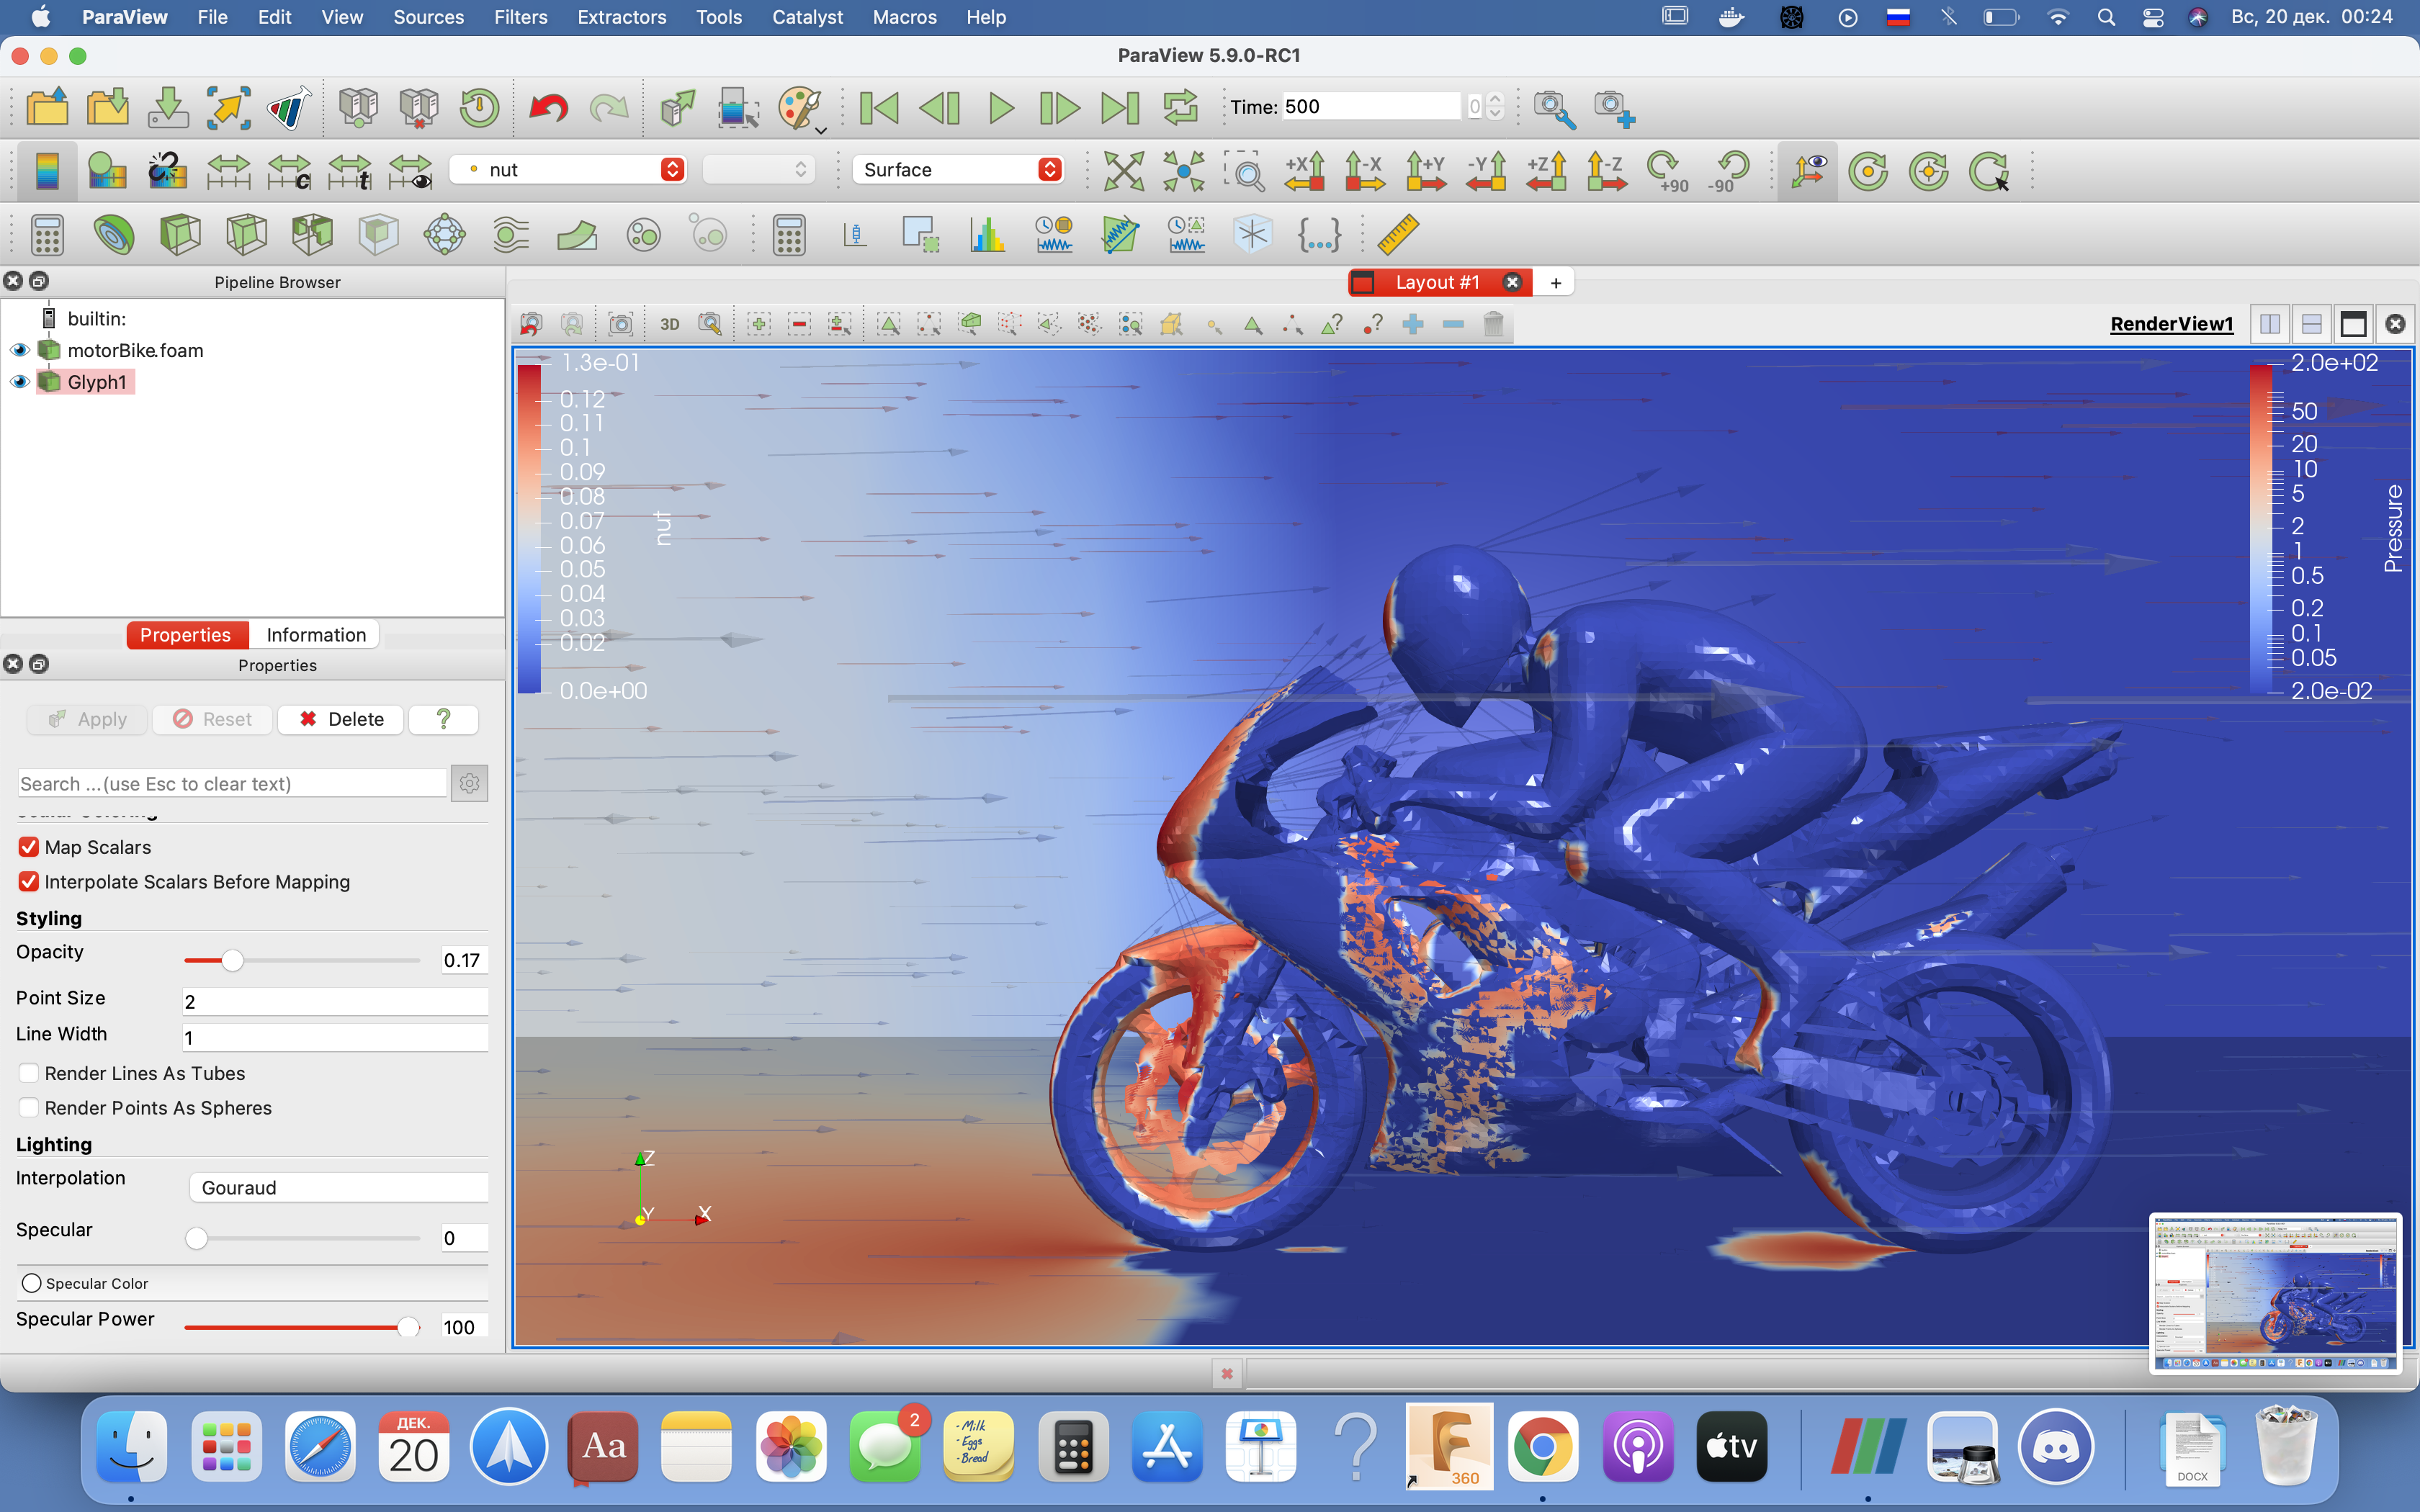 ParaView File Edit View Sources Filters Extractors Tools Catalyst Macros Help Вс, 20 дек. 00:24
ParaView 5.9.0-RC1
Time: 500 0
c t nut Surface +X -X +Y -Y +Z -Z +90 -90
{...}
Pipeline Browser
Layout #1 +
builtin:
3D ? ? RenderView1
motorBike.foam
Glyph1
Properties Information
Properties
Apply Reset Delete ?
Search ...(use Esc to clear text)
Map Scalars
Interpolate Scalars Before Mapping
Styling
Opacity 0.17
Point Size 2
Line Width 1
Render Lines As Tubes
Render Points As Spheres
Lighting
Interpolation Gouraud
Specular 0
Specular Color
Specular Power 100
1.3e-01
0.12
0.11
0.1
0.09
0.08
0.07
0.06
0.05
0.04
0.03
0.02
0.0e+00
nut
2.0e+02
50
20
10
5
2
1
0.5
0.2
0.1
0.05
2.0e-02
Pressure
Z
Y X
ДЕК.
20
Aa
2
- Milk
- Eggs
- Bread
?
360
tv
DOCX